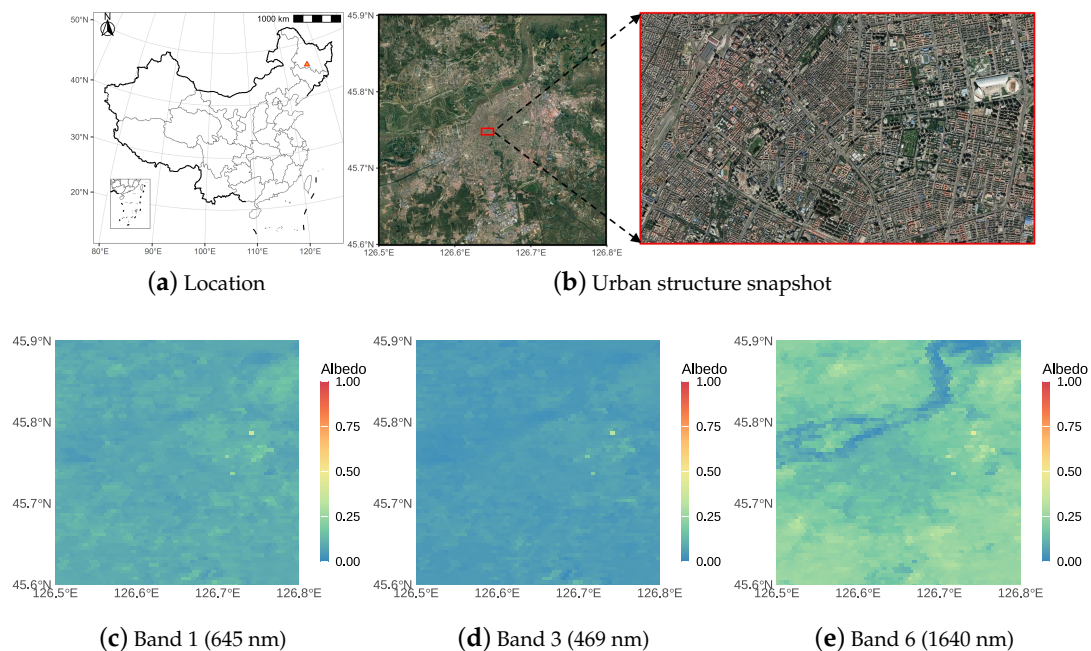 50°N
40°N
30°N
20°N
N
1000 km
80°E 90°E 100°E 110°E 120°E
45.9°N
45.8°N
45.7°N
45.6°N
126.5°E 126.6°E 126.7°E 126.8°E
(a) Location
(b) Urban structure snapshot
45.9°N
45.8°N
45.7°N
45.6°N
126.5°E 126.6°E 126.7°E 126.8°E
Albedo
1.00
0.75
0.50
0.25
0.00
(c) Band 1 (645 nm)
45.9°N
45.8°N
45.7°N
45.6°N
126.5°E 126.6°E 126.7°E 126.8°E
Albedo
1.00
0.75
0.50
0.25
0.00
(d) Band 3 (469 nm)
45.9°N
45.8°N
45.7°N
45.6°N
126.5°E 126.6°E 126.7°E 126.8°E
Albedo
1.00
0.75
0.50
0.25
0.00
(e) Band 6 (1640 nm)